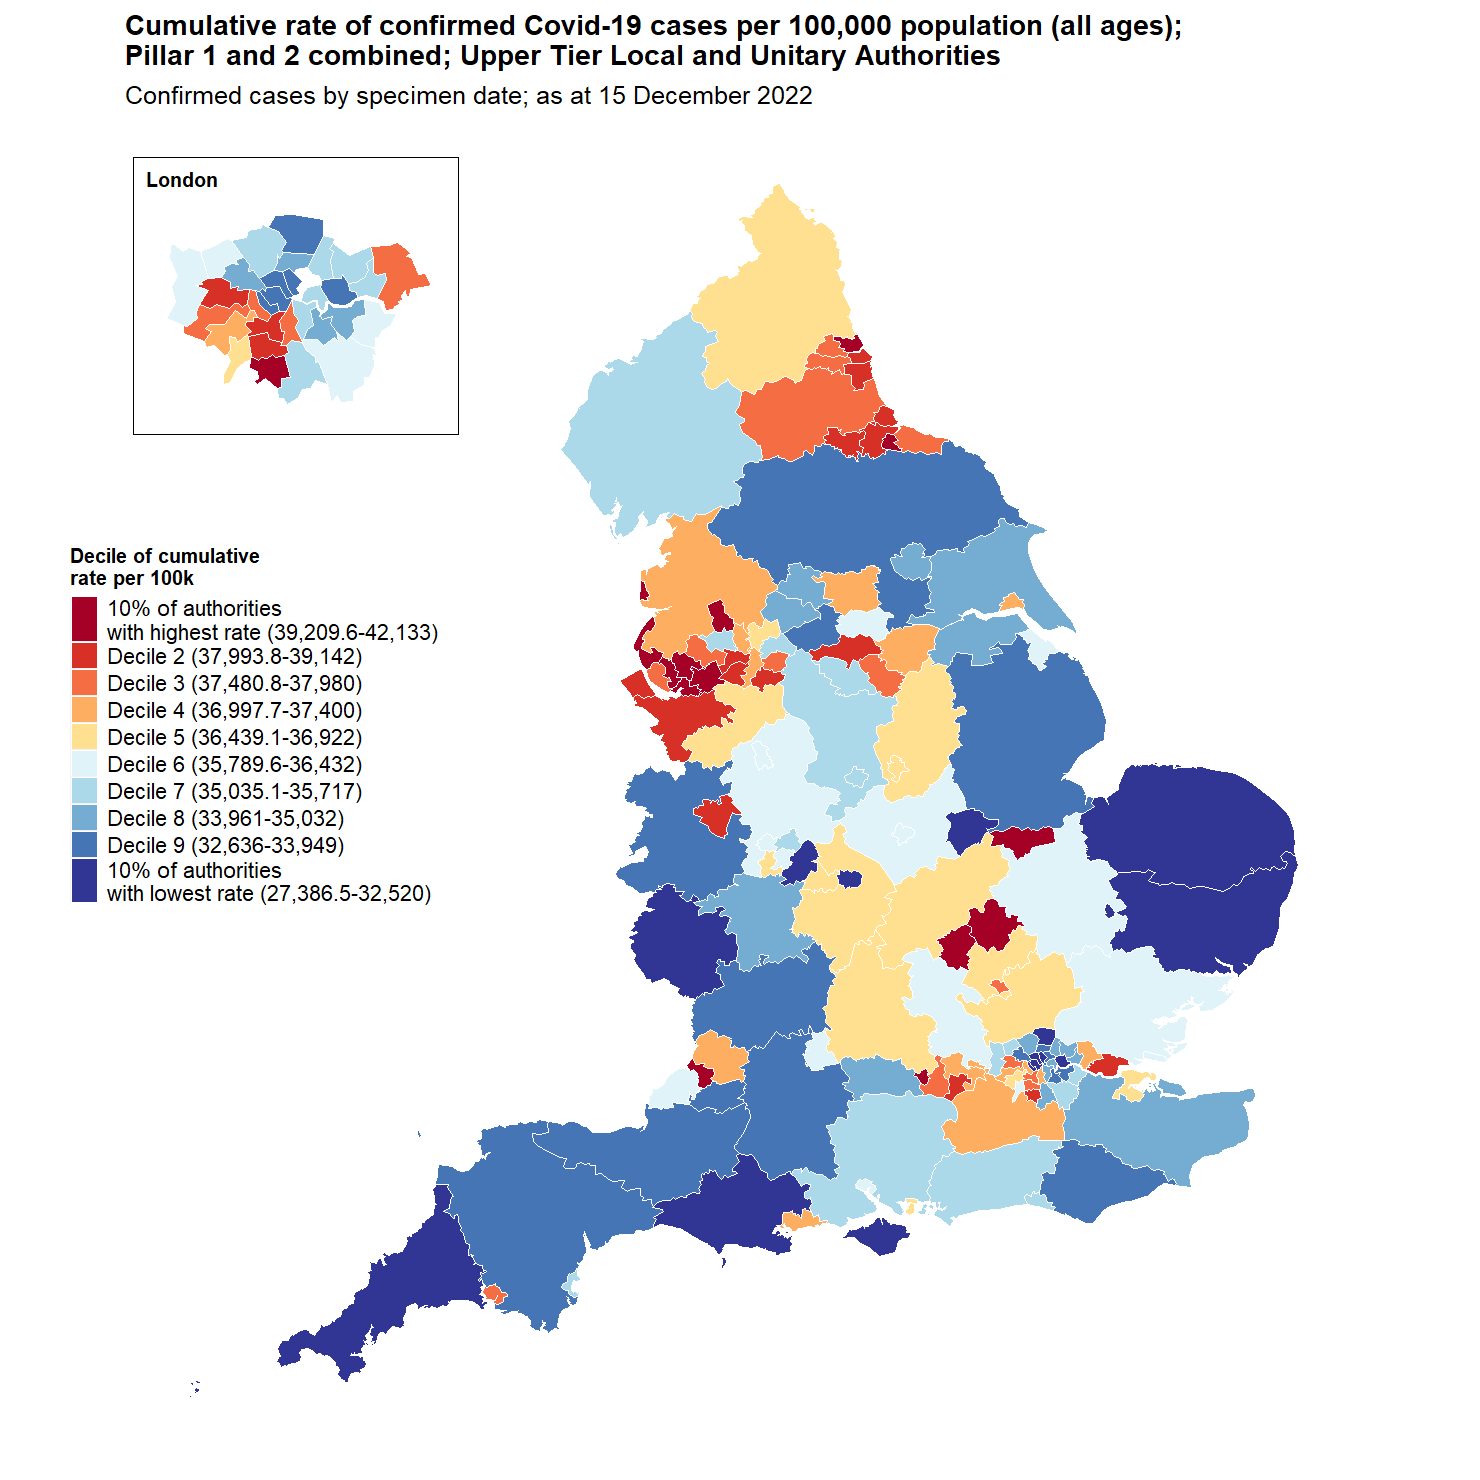 Cumulative rate of confirmed Covid-19 cases per 100,000 population (all ages);
Pillar 1 and 2 combined; Upper Tier Local and Unitary Authorities
Confirmed cases by specimen date; as at 15 December 2022
London
Decile of cumulative
rate per 100k
10% of authorities
with highest rate (39,209.6-42,133)
Decile 2 (37,993.8-39,142)
Decile 3 (37,480.8-37,980)
Decile 4 (36,997.7-37,400)
Decile 5 (36,439.1-36,922)
Decile 6 (35,789.6-36,432)
Decile 7 (35,035.1-35,717)
Decile 8 (33,961-35,032)
Decile 9 (32,636-33,949)
10% of authorities
with lowest rate (27,386.5-32,520)